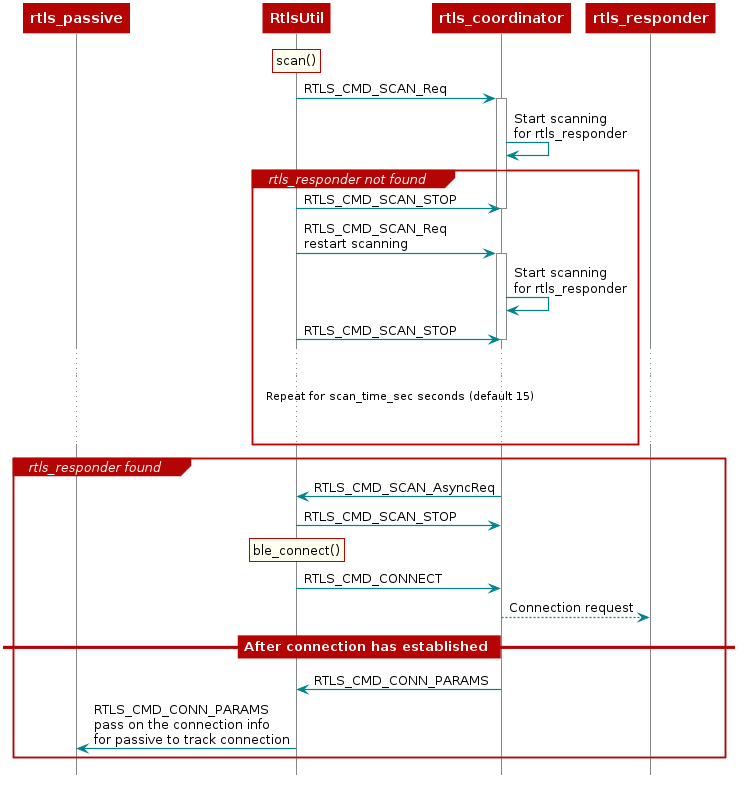 rtls_passive
RtlsUtil
rtls_coordinator
rtls_responder
scan()
RTLS_CMD_SCAN_Req
Start scanning
for rtls_responder
rtls_responder not found
RTLS_CMD_SCAN_STOP
RTLS_CMD_SCAN_Req
restart scanning
Start scanning
for rtls_responder
RTLS_CMD_SCAN_STOP
Repeat for scan_time_sec seconds (default 15)
rtls_responder found
RTLS_CMD_SCAN_AsyncReq
RTLS_CMD_SCAN_STOP
ble_connect()
RTLS_CMD_CONNECT
Connection request
After connection has established
RTLS_CMD_CONN_PARAMS
RTLS_CMD_CONN_PARAMS
pass on the connection info
for passive to track connection